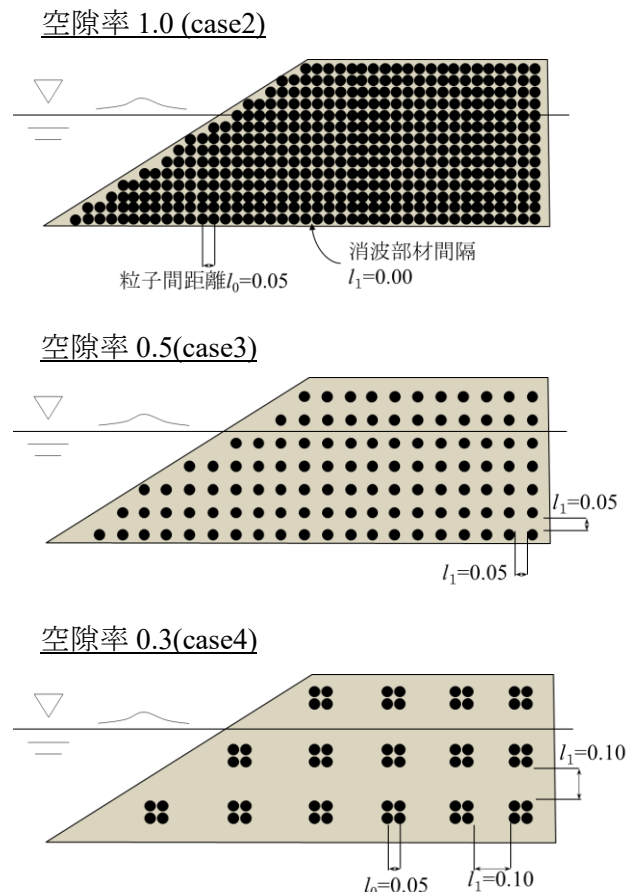 空隙率 1.0 (case2)
消波部材間隔
粒子間距離l₀=0.05
l₁=0.00
空隙率 0.5(case3)
l₁=0.05
l₁=0.05
空隙率 0.3(case4)
l₁=0.10
l₀=0.05
l₁=0.10